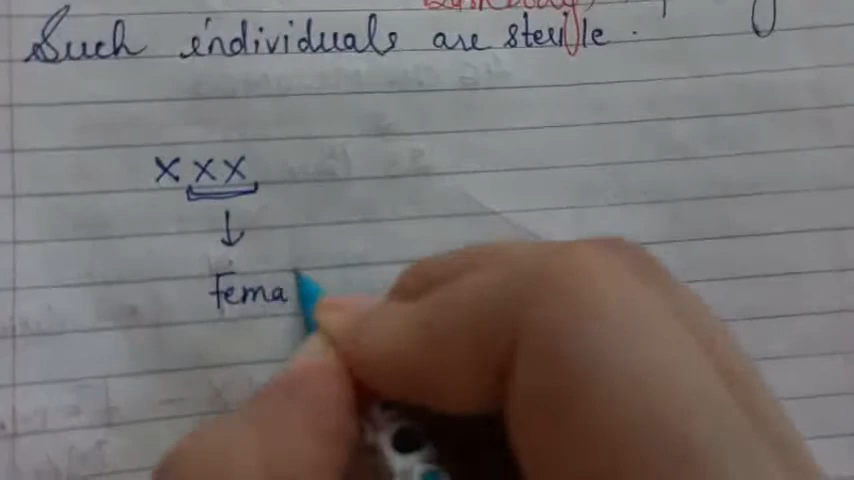 Such individuals are sterile.
XXX
↓
Fema